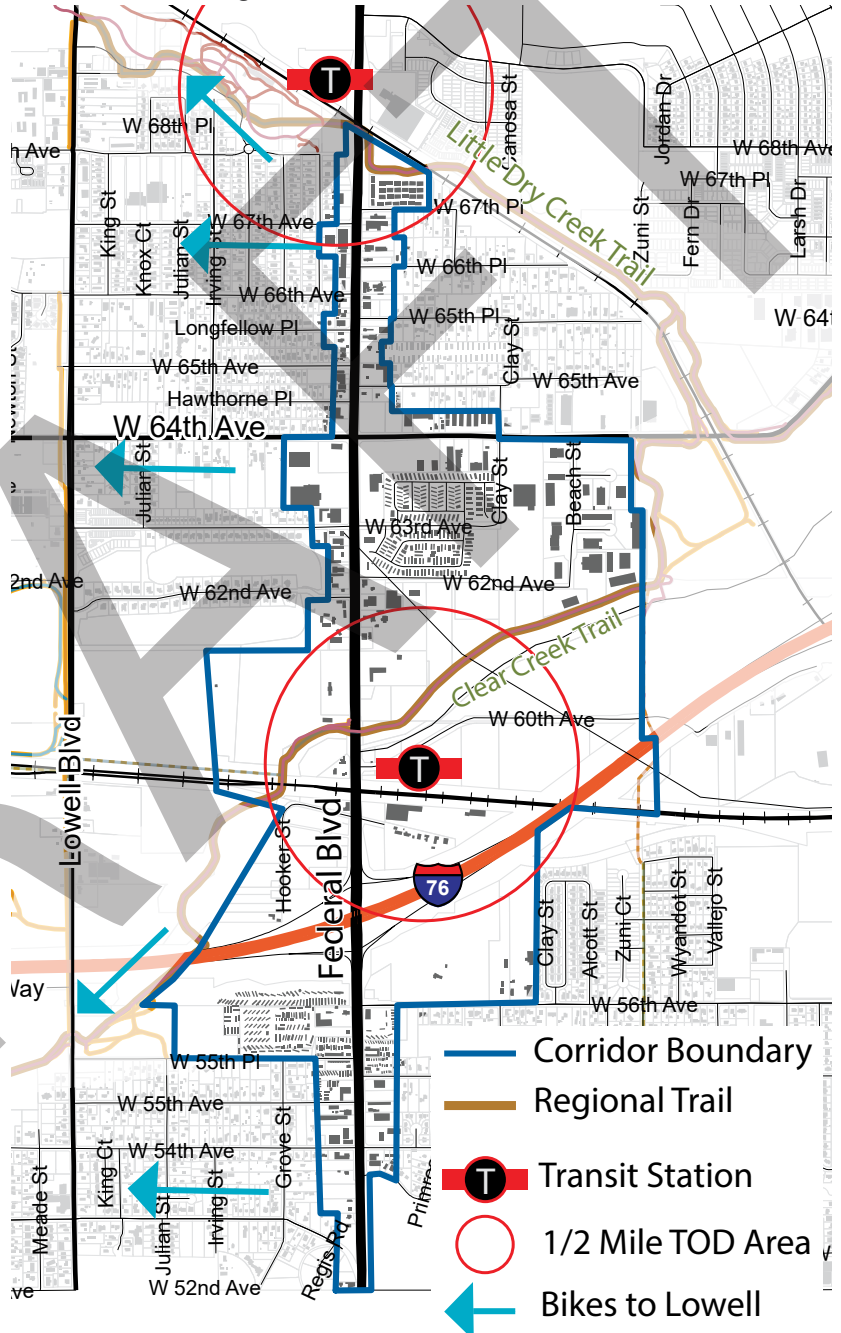 T
W 68th Pl
anosa St
Jordan Dr
h Ave
W 68th Ave
Little Dry Creek Trail
W 67th Pl
King St
Knox Ct
Julian St
Irving St
W 67th Ave
W 67th Pl
Zuni St
Fern Dr
Larsh Dr
W 66th Pl
W 66th Ave
Longfellow Pl
W 65th Pl
W 64t
Clay St
W 65th Ave
W 65th Ave
Hawthorne Pl
W 64th Ave
Julian St
Clay St
Beach St
W 63rd Ave
2nd Ave
W 62nd Ave
W 62nd Ave
Clear Creek Trail
W 60th Ave
Lowell Blvd
T
Federal Blvd
Hooker St
76
Clay St
Alcott St
Zuni Ct
Wyandot St
Vallejo St
Way
W 56th Ave
W 55th Pl
W 55th Ave
W 54th Ave
Meade St
King Ct
Julian St
Irving St
Grove St
Primro
Regis Rd
W 52nd Ave
ve
Corridor Boundary
Regional Trail
T Transit Station
1/2 Mile TOD Area
Bikes to Lowell